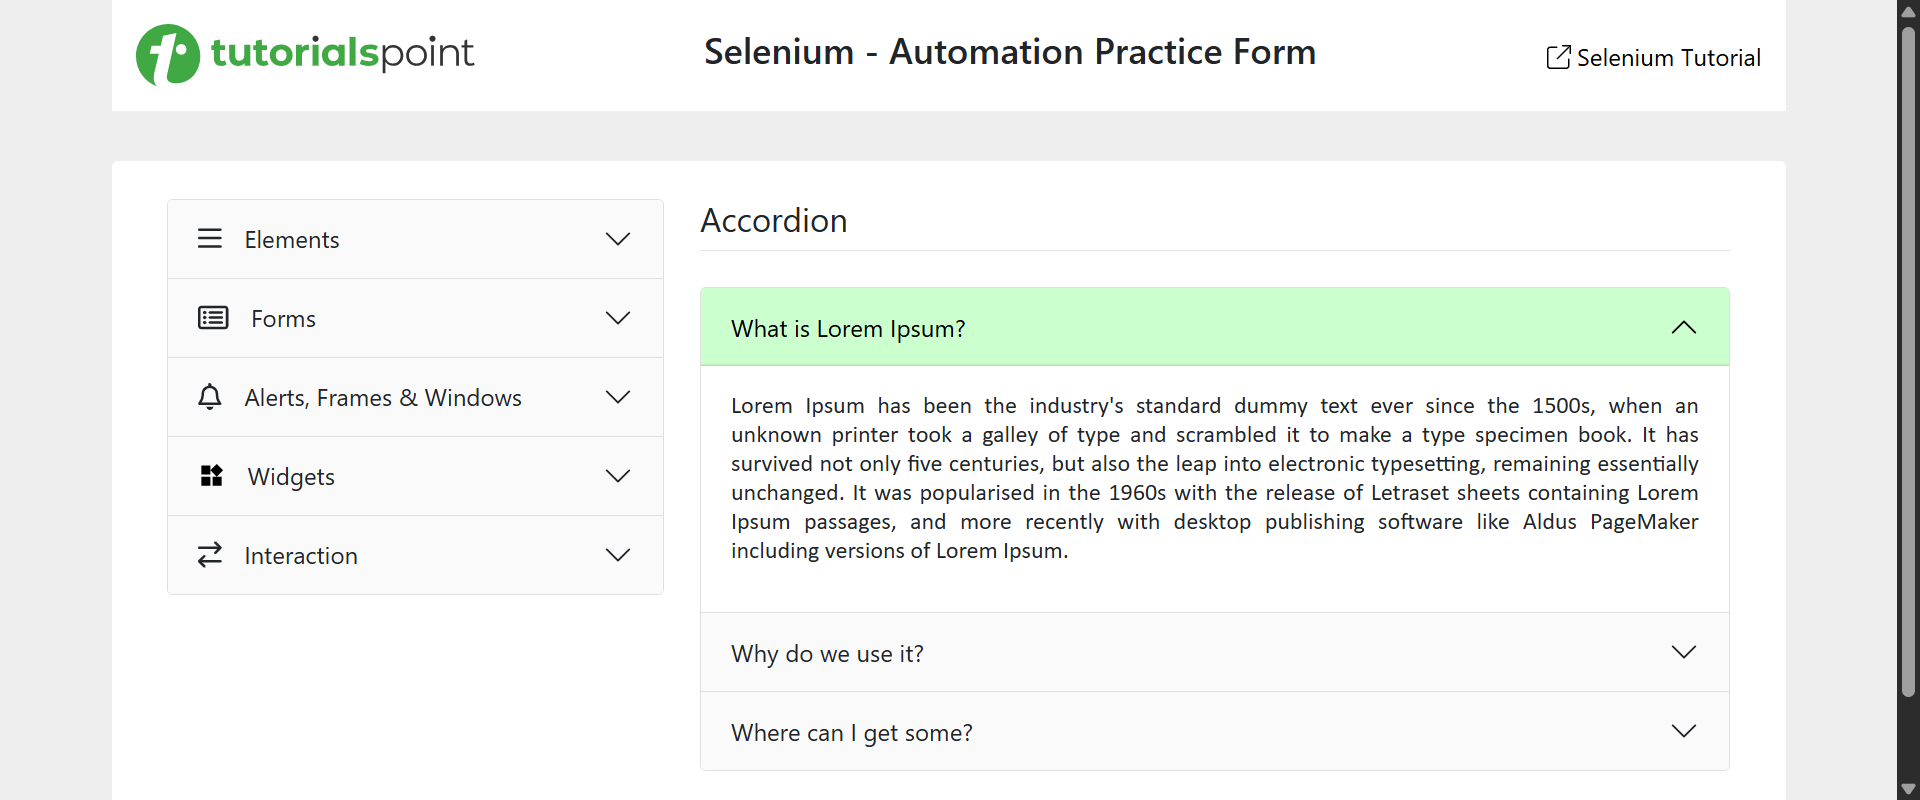 tutorialspoint
Selenium - Automation Practice Form
Selenium Tutorial
Elements
Forms
Alerts, Frames & Windows
Widgets
Interaction
Accordion
What is Lorem Ipsum?
Lorem Ipsum has been the industry's standard dummy text ever since the 1500s, when an
unknown printer took a galley of type and scrambled it to make a type specimen book. It has
survived not only five centuries, but also the leap into electronic typesetting, remaining essentially
unchanged. It was popularised in the 1960s with the release of Letraset sheets containing Lorem
Ipsum passages, and more recently with desktop publishing software like Aldus PageMaker
including versions of Lorem Ipsum.
Why do we use it?
Where can I get some?